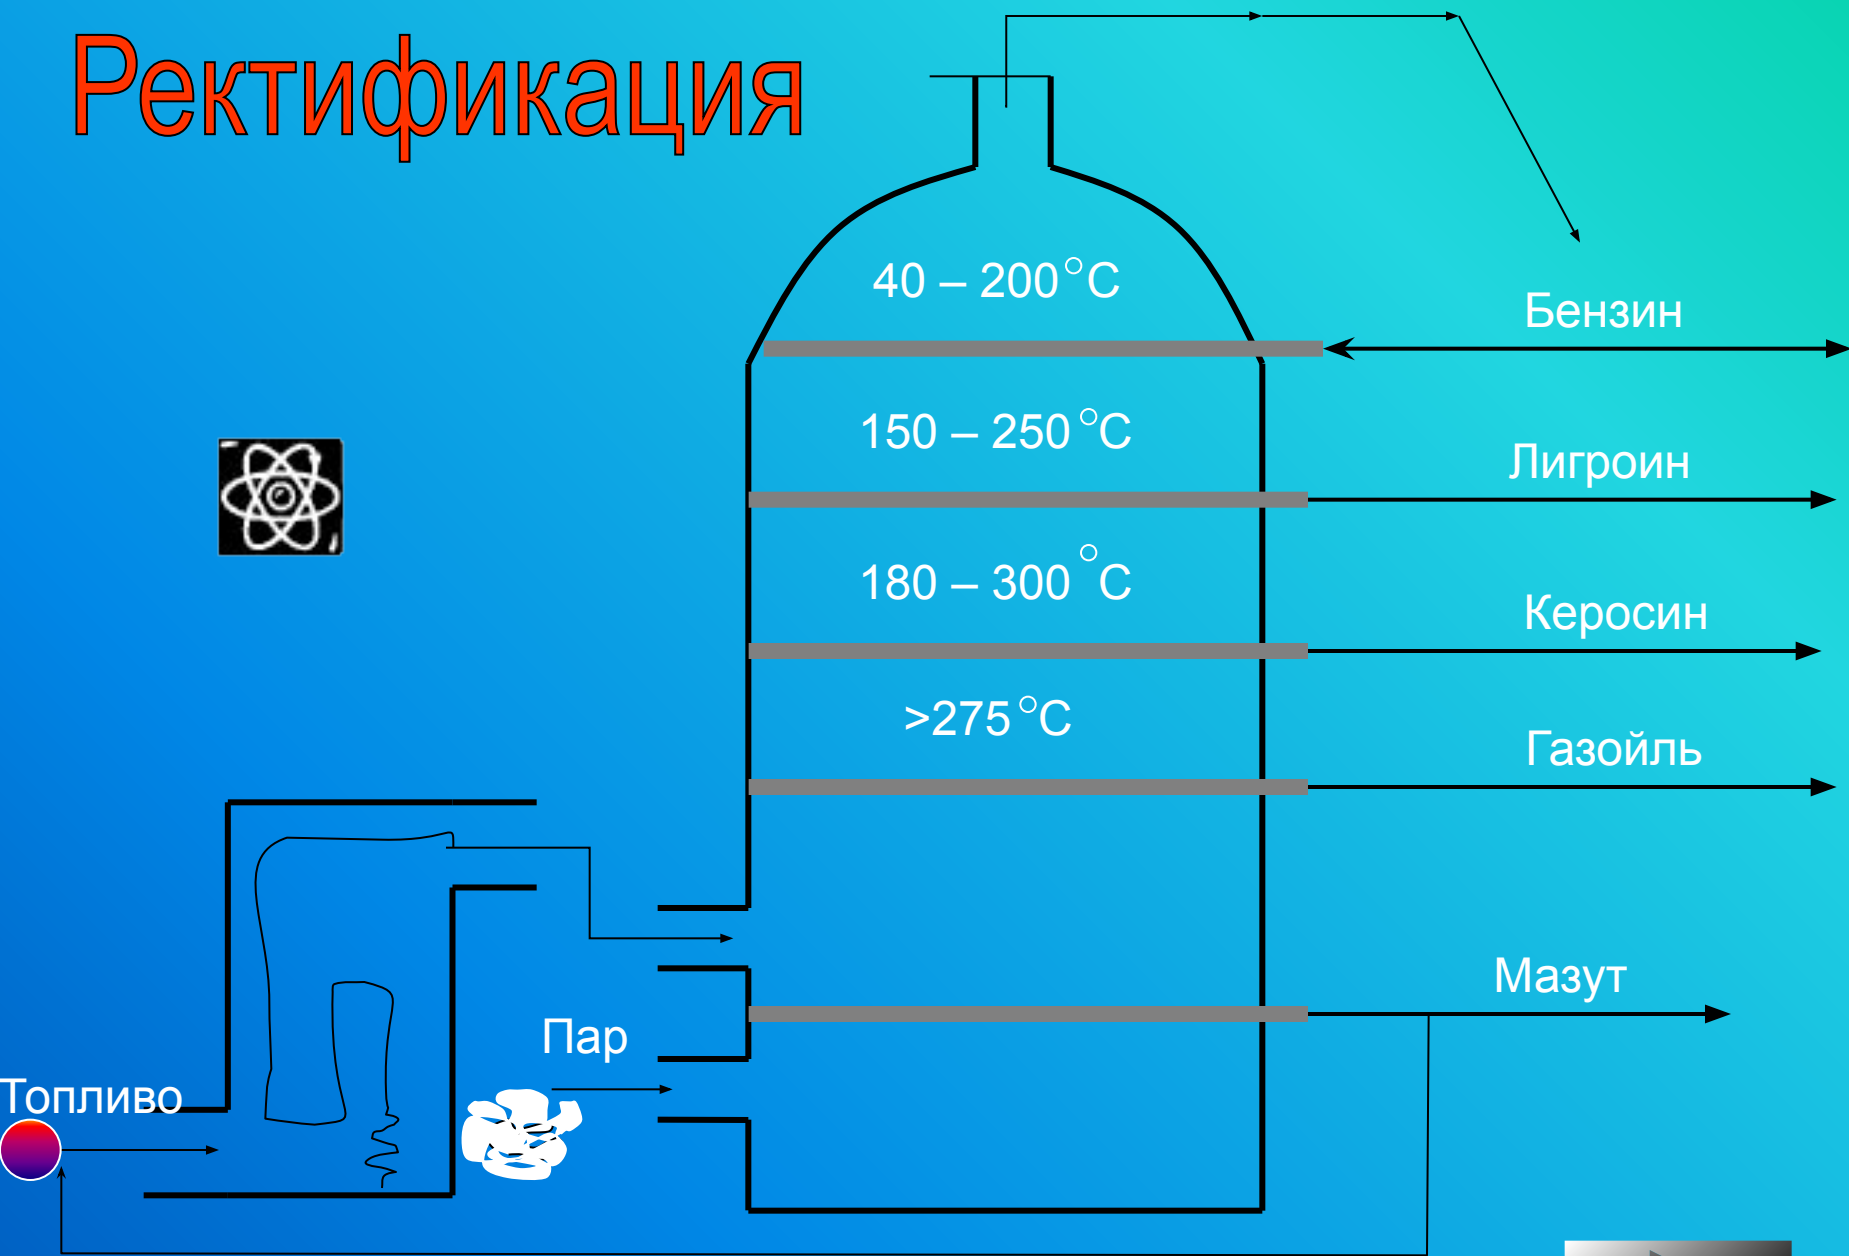 Ректификация
40 – 200°C
Бензин
150 – 250°C
Лигроин
180 – 300°C
Керосин
>275°C
Газойль
Мазут
Пар
Топливо